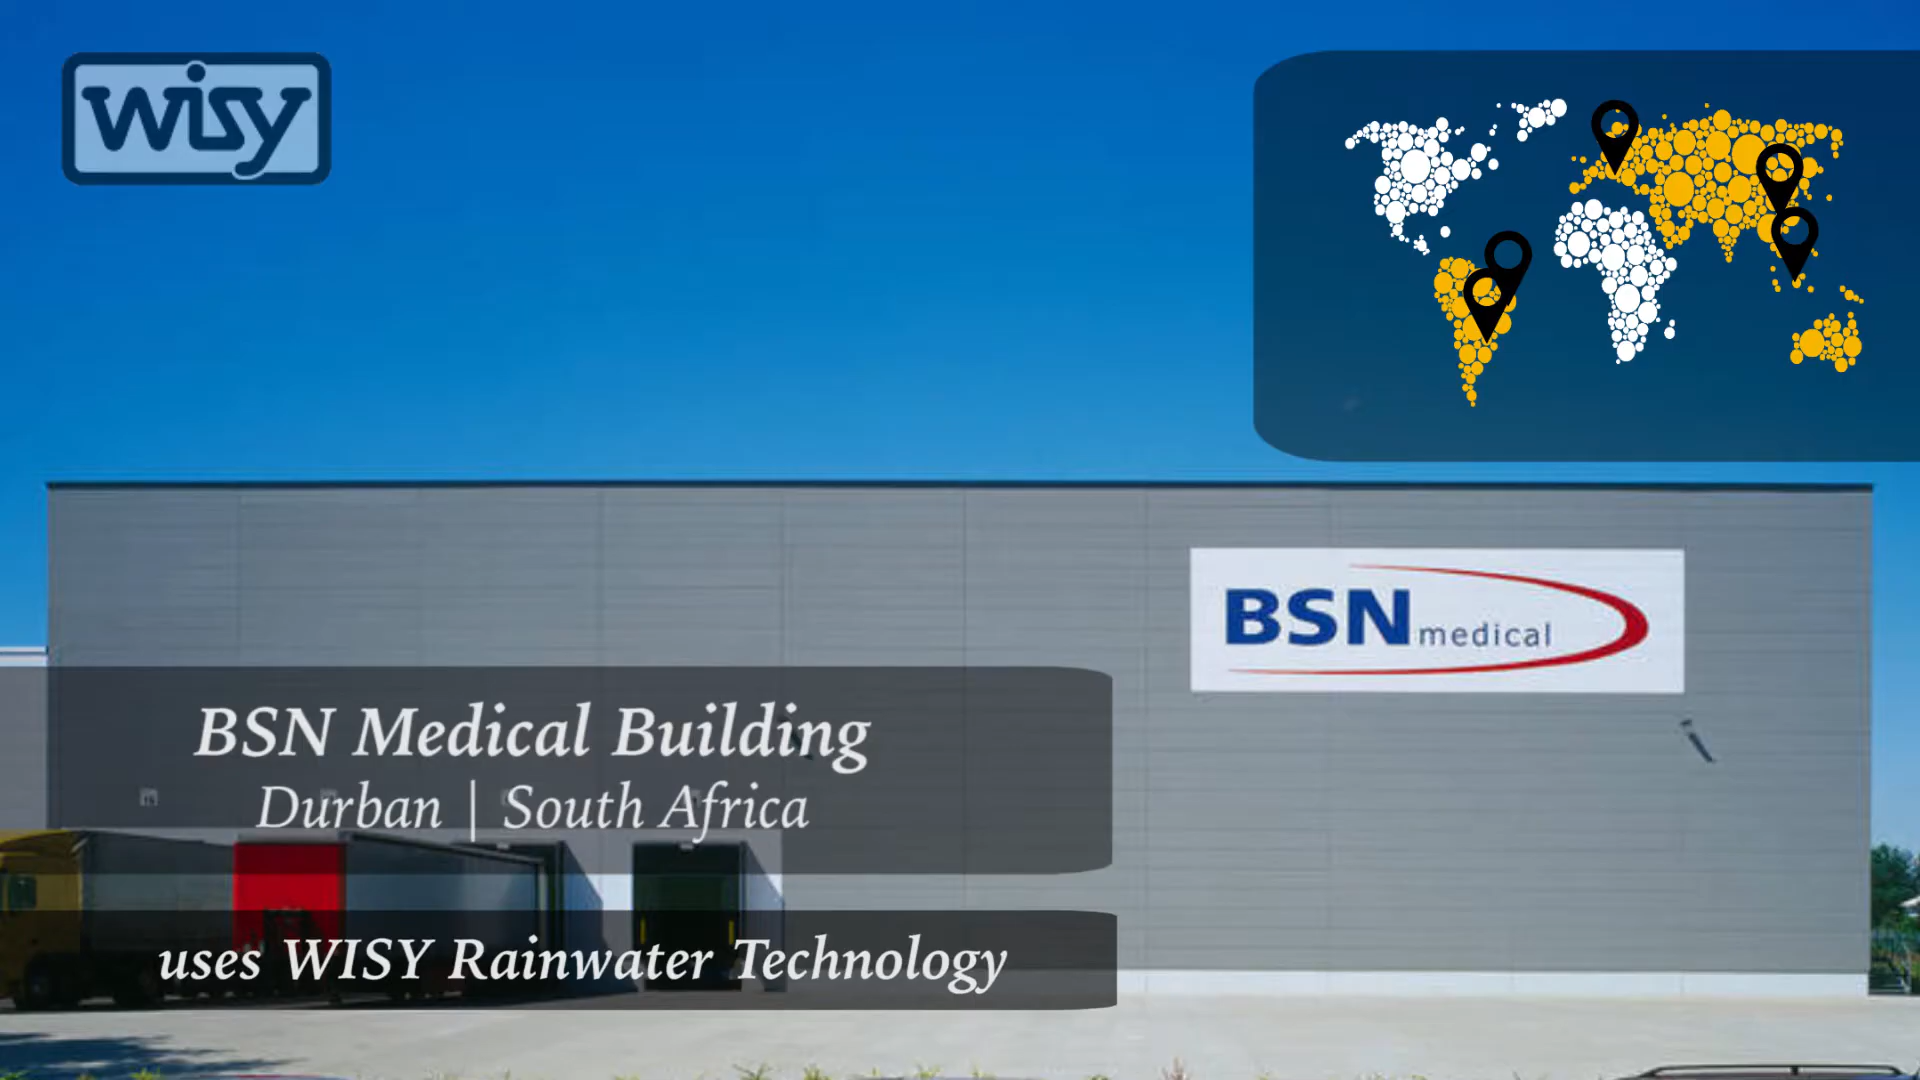 wisy
BSN medical
BSN Medical Building
Durban | South Africa
uses WISY Rainwater Technology